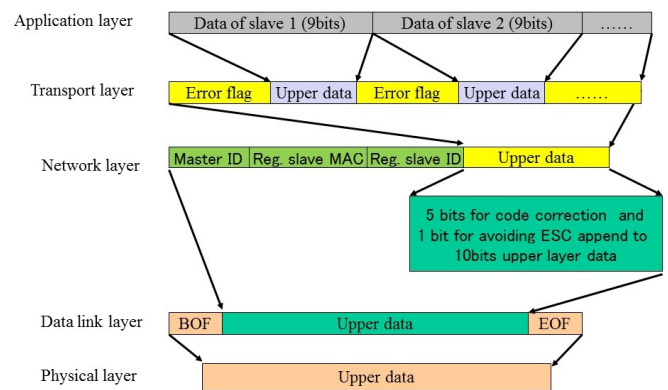 Application layer
Data of slave 1 (9bits)
Data of slave 2 (9bits)
......
Transport layer
Error flag
Upper data
Error flag
Upper data
......
Network layer
Master ID
Reg. slave MAC
Reg. slave ID
Upper data
5 bits for code correction and
1 bit for avoiding ESC append to
10bits upper layer data
Data link layer
BOF
Upper data
EOF
Physical layer
Upper data